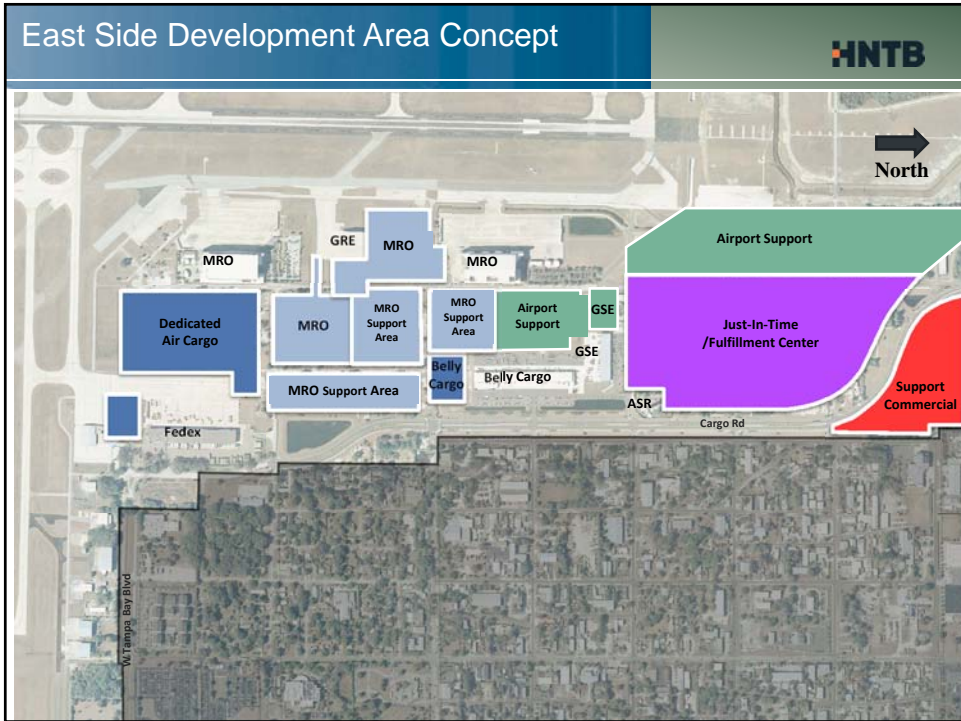 East Side Development Area Concept
HNTB
North
GRE
MRO
MRO
MRO
Airport Support
Dedicated
Air Cargo
MRO
MRO
Support
Area
MRO
Support
Area
Airport
Support
GSE
GSE
Just-In-Time
/Fulfillment Center
Belly
Cargo
Belly Cargo
MRO Support Area
ASR
Support
Commercial
Cargo Rd
Fedex
W. Tampa Bay Blvd